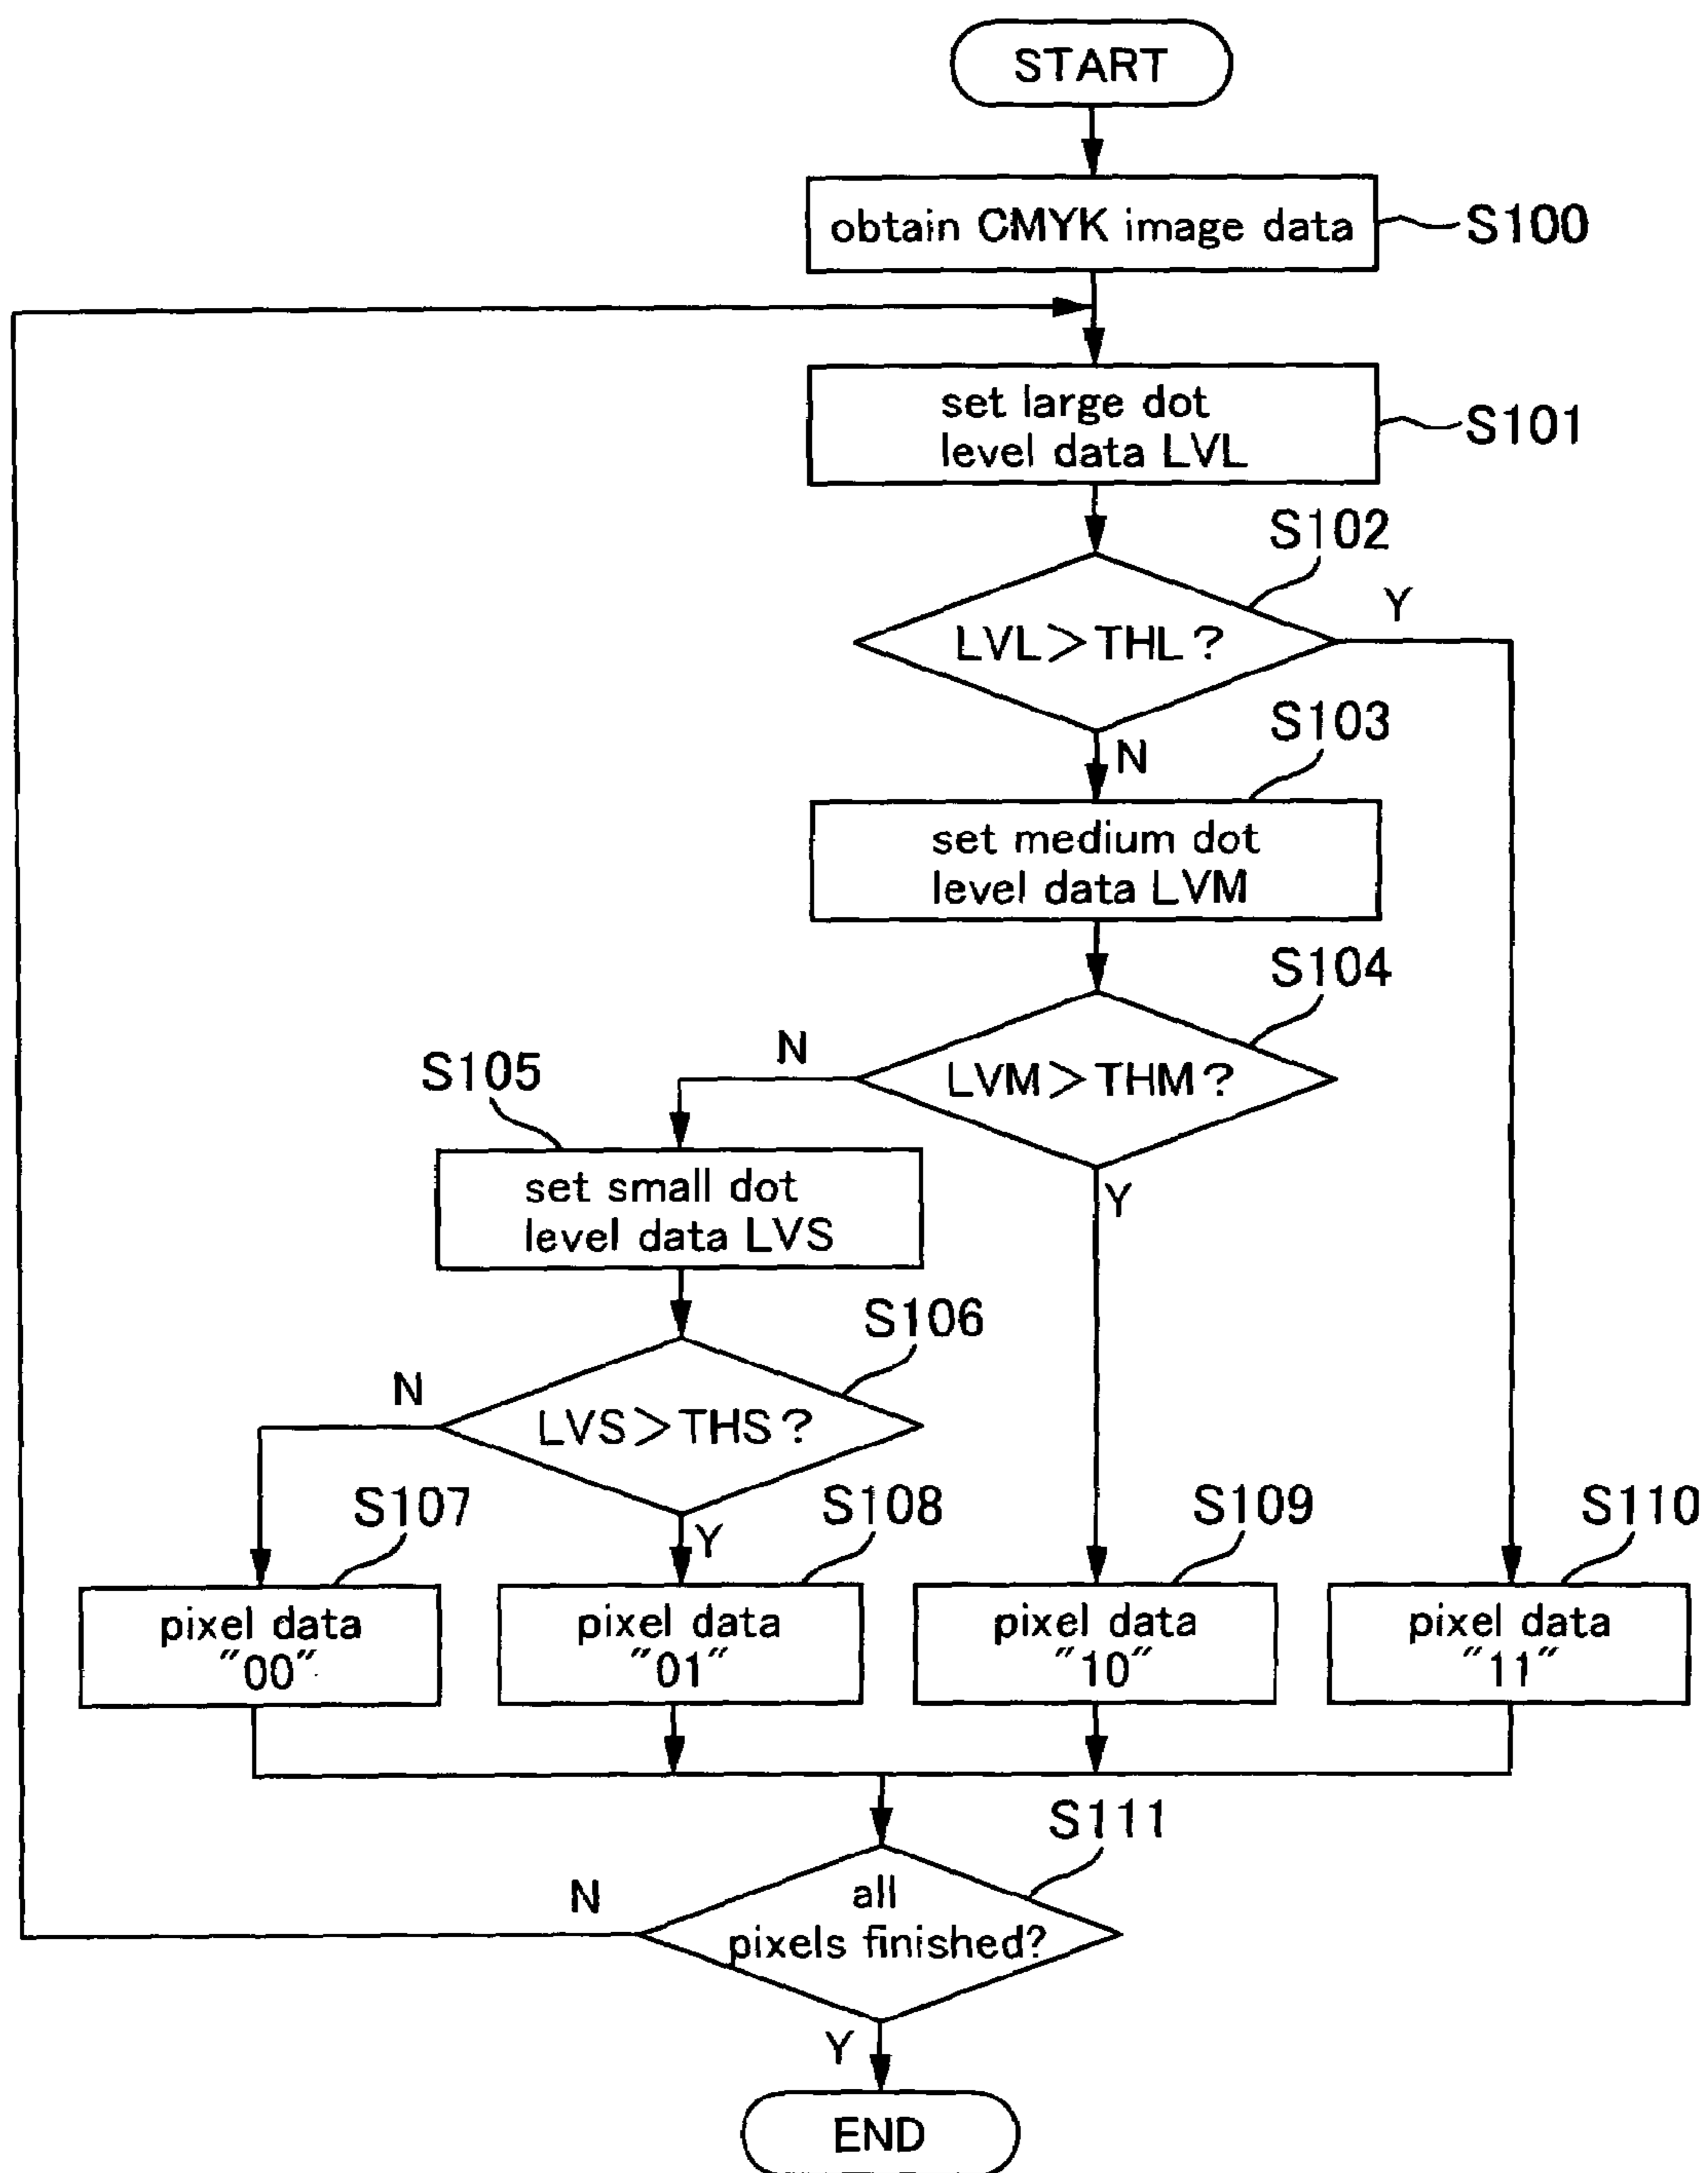 START
obtain CMYK image data
S100
set large dot
level data LVL
S101
S102
LVL>THL?
Y
N
S103
set medium dot
level data LVM
S104
LVM>THM?
N
Y
S105
set small dot
level data LVS
S106
LVS>THS?
N
Y
S107
pixel data
"00"
S108
pixel data
"01"
S109
pixel data
"10"
S110
pixel data
"11"
S111
all
pixels finished?
N
Y
END